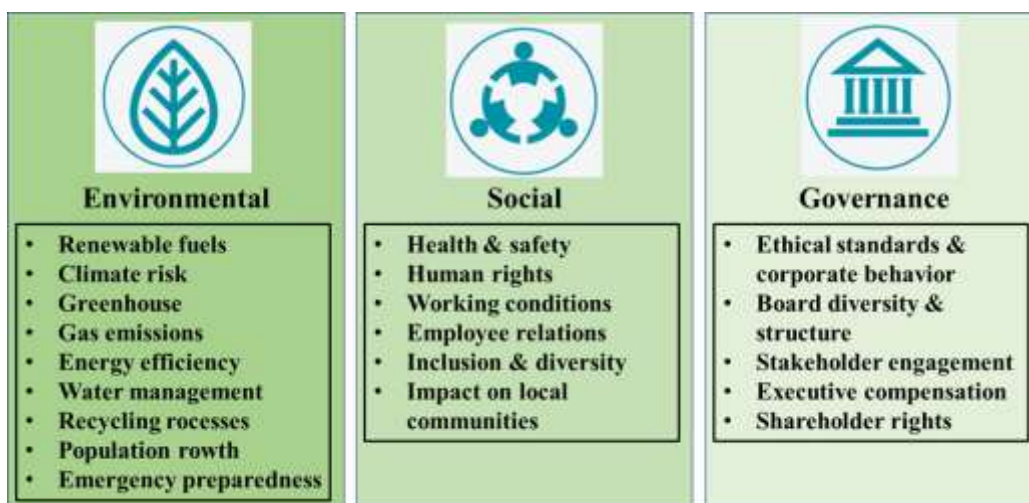 Environmental
• Renewable fuels
• Climate risk
• Greenhouse
• Gas emissions
• Energy efficiency
• Water management
• Recycling rocesses
• Population rowth
• Emergency preparedness
Social
• Health & safety
• Human rights
• Working conditions
• Employee relations
• Inclusion & diversity
• Impact on local
communities
Governance
• Ethical standards &
corporate behavior
• Board diversity &
structure
• Stakeholder engagement
• Executive compensation
• Shareholder rights